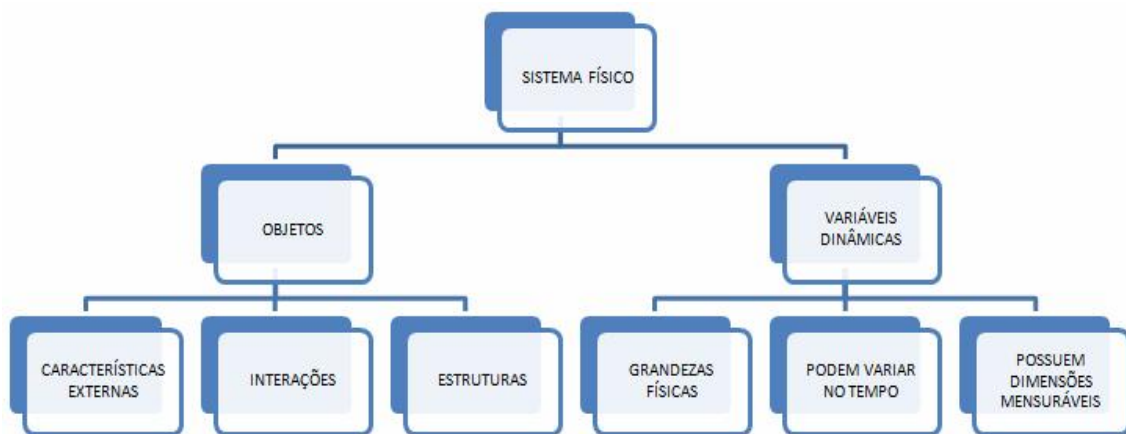 SISTEMA FÍSICO
OBJETOS
VARIÁVEIS
DINÂMICAS
CARACTERÍSTICAS
EXTERNAS
INTERAÇÕES
ESTRUTURAS
GRANDEZAS
FÍSICAS
PODEM VARIAR
NO TEMPO
POSSUEM
DIMENSÕES
MENSURÁVEIS